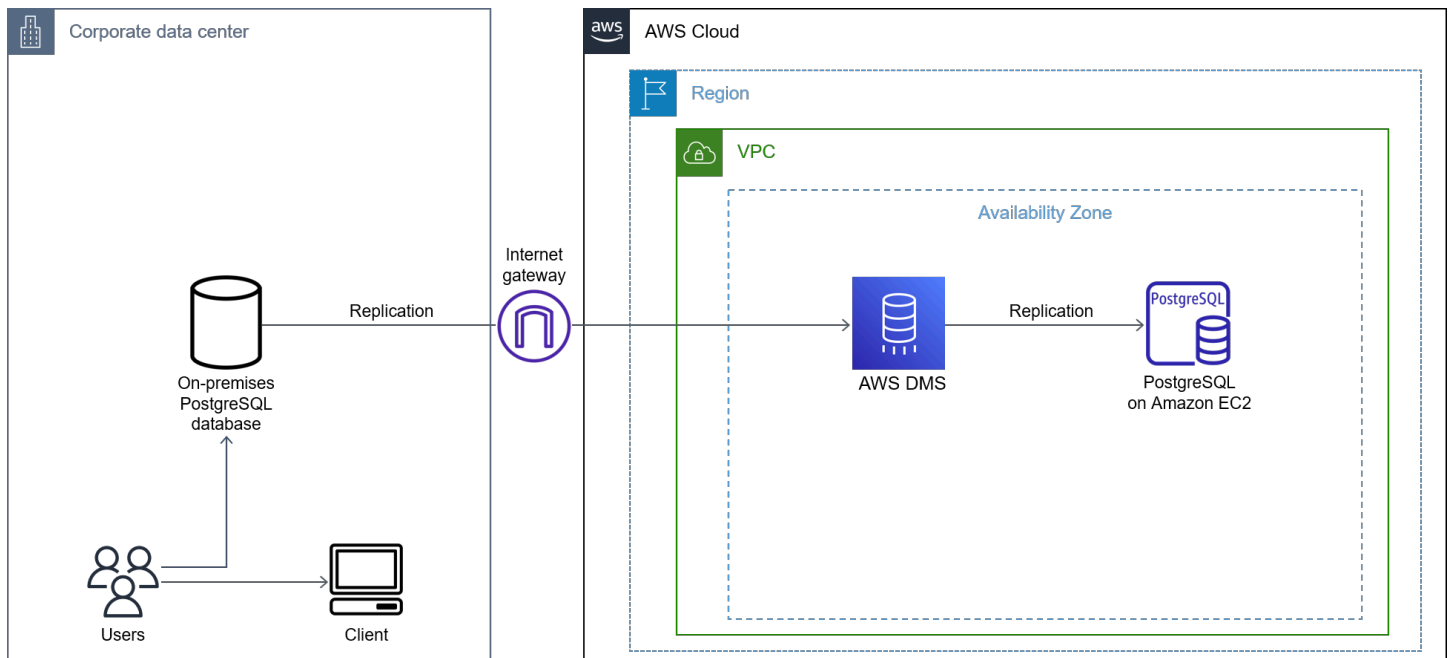 Corporate data center
aws
AWS Cloud
Region
VPC
Availability Zone
Internet
gateway
Replication
Replication
PostgreSQL
On-premises
PostgreSQL
database
AWS DMS
PostgreSQL
on Amazon EC2
Users
Client